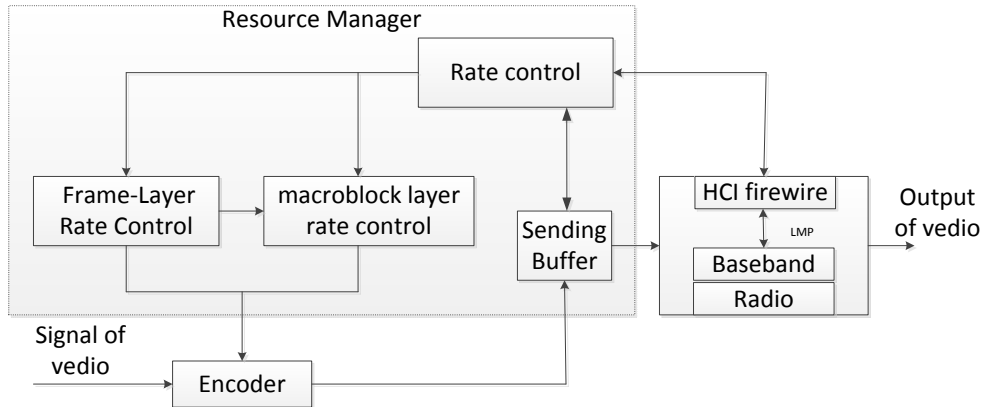 Resource Manager
Rate control
Frame-Layer
Rate Control
macroblock layer
rate control
Sending
Buffer
HCI firewire
LMP
Baseband
Radio
Output
of vedio
Signal of
vedio
Encoder